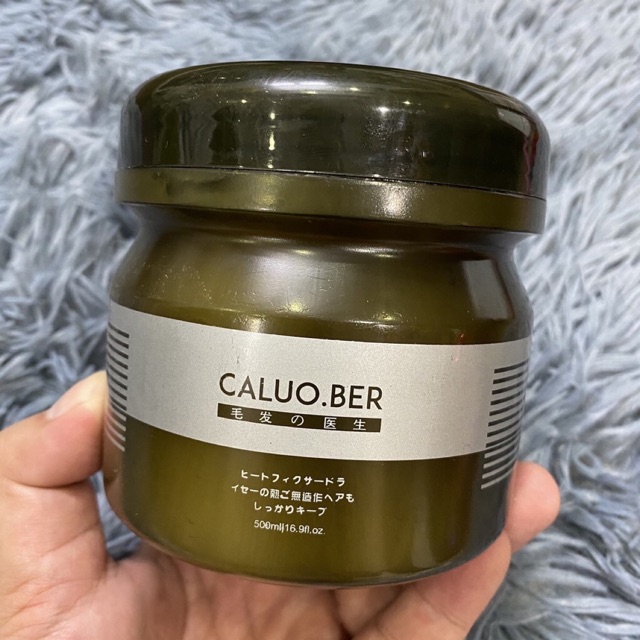 CALUO.BER
毛发の医生
ヒートフィクサードラ
イセーの熱ご無造作ヘアも
しっかりキープ
500ml|16.9fl.oz.